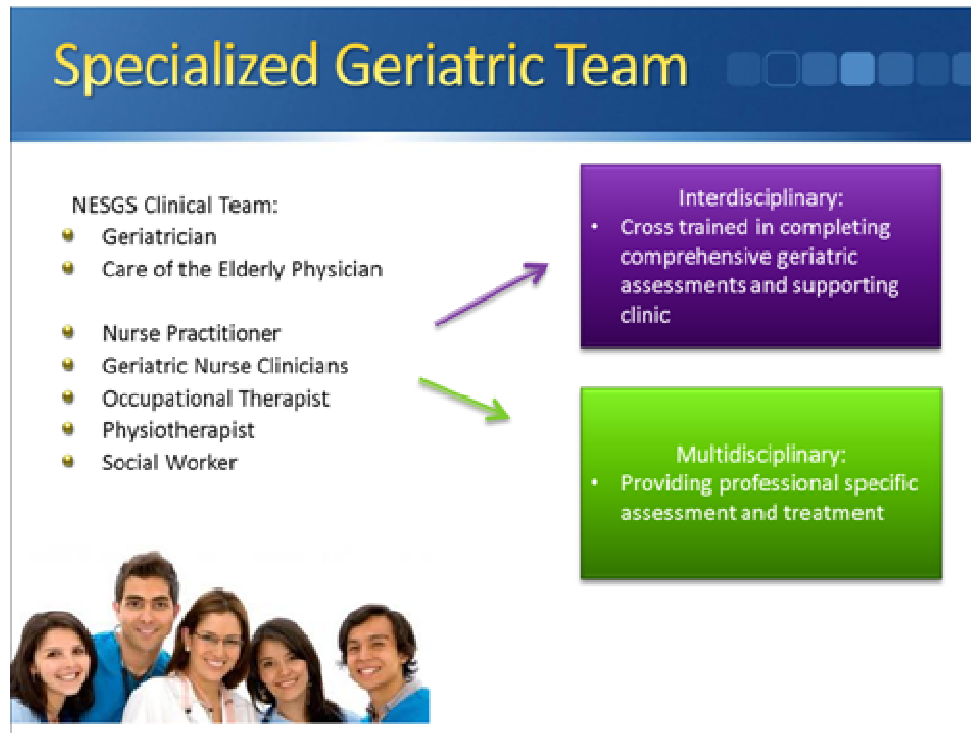 Specialized Geriatric Team
NESGS Clinical Team:
Geriatrician
Care of the Elderly Physician
Nurse Practitioner
Geriatric Nurse Clinicians
Occupational Therapist
Physiotherapist
Social Worker
Interdisciplinary:
• Cross trained in completing
comprehensive geriatric
assessments and supporting
clinic
Multidisciplinary:
• Providing professional specific
assessment and treatment